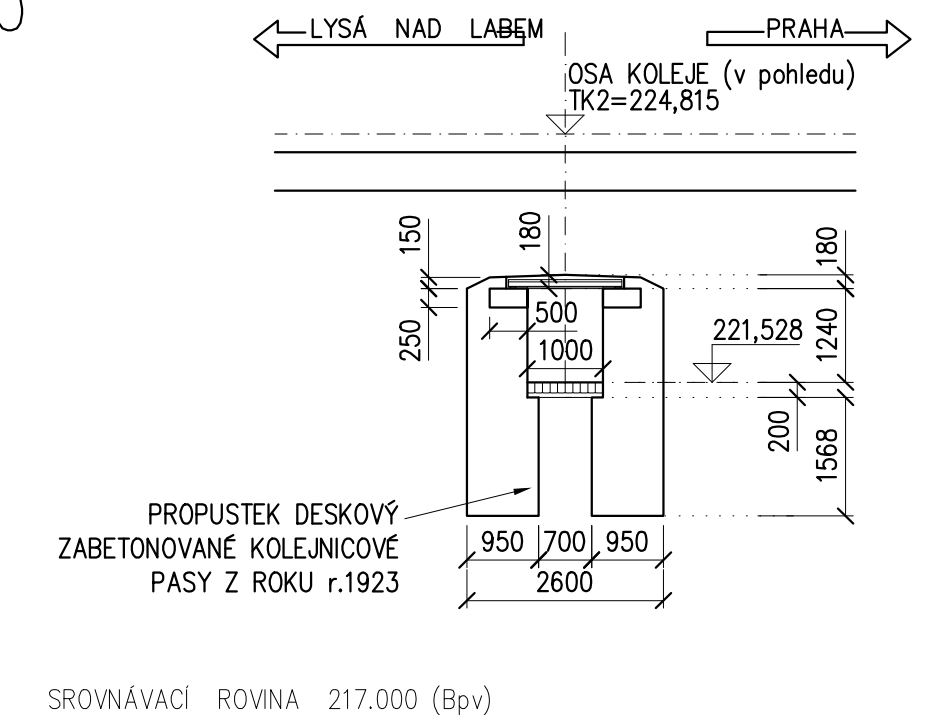 LYSÁ NAD LABEM
PRAHA
OSA KOLEJE (v pohledu)
TK2=224,815
150
180
180
500
250
1000
221,528
1240
200
1568
PROPUSTEK DESKOVÝ
ZABETONOVANÉ KOLEJNICOVÉ
PASY Z ROKU r.1923
950 700 950
2600
SROVNÁVACÍ ROVINA 217.000 (Bpv)